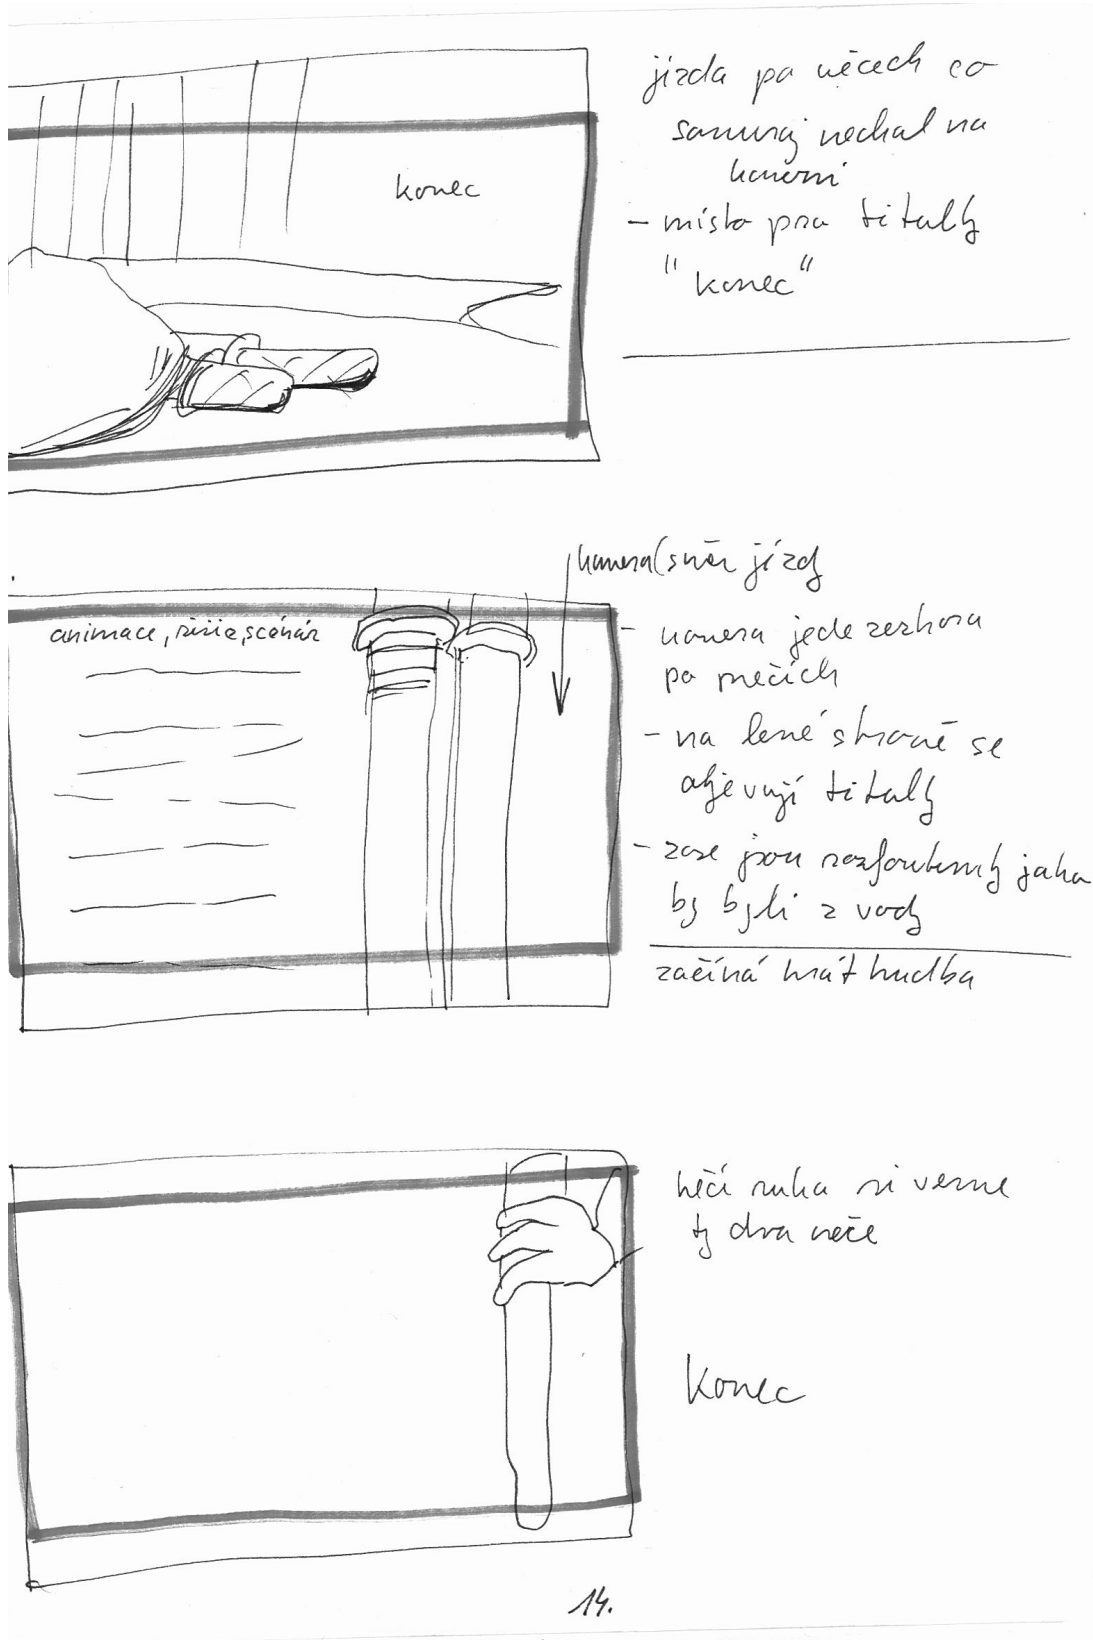 konec
jízda po věcech co
samuraj nechal na
kameni
- místo pro titulky
"konec"
kamera (směr jízdy
animace, režie, scénář
- kamera jede zezhora
po mečích
- na levé straně se
objevují titulky
- zase jsou jako
by byli z vody
začíná hrát hudba
něčí ruka si vezme
ty dva meče
Konec
14.